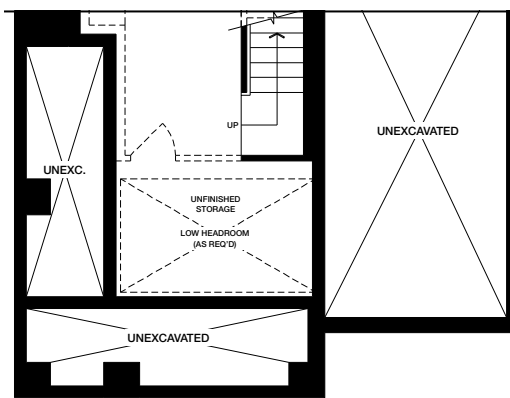 UP
UNEXCAVATED
UNEXC.
UNFINISHED
STORAGE
LOW HEADROOM
(AS REQ'D)
UNEXCAVATED